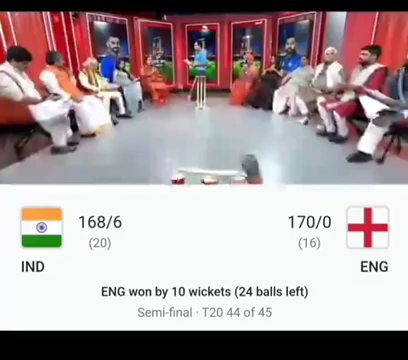 168/6
170/0
(20)
(16)
IND
ENG
ENG won by 10 wickets (24 balls left)
Semi-final · T20 44 of 45